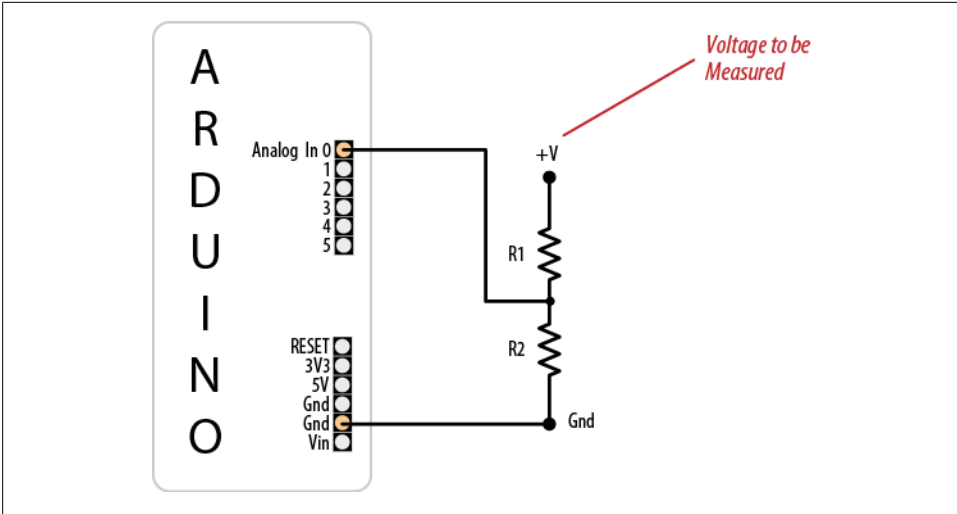 ARDUINO
Analog In 0
1
2
3
4
5
RESET
3V3
5V
Gnd
Gnd
Vin
Voltage to be
Measured
+V
R1
R2
Gnd